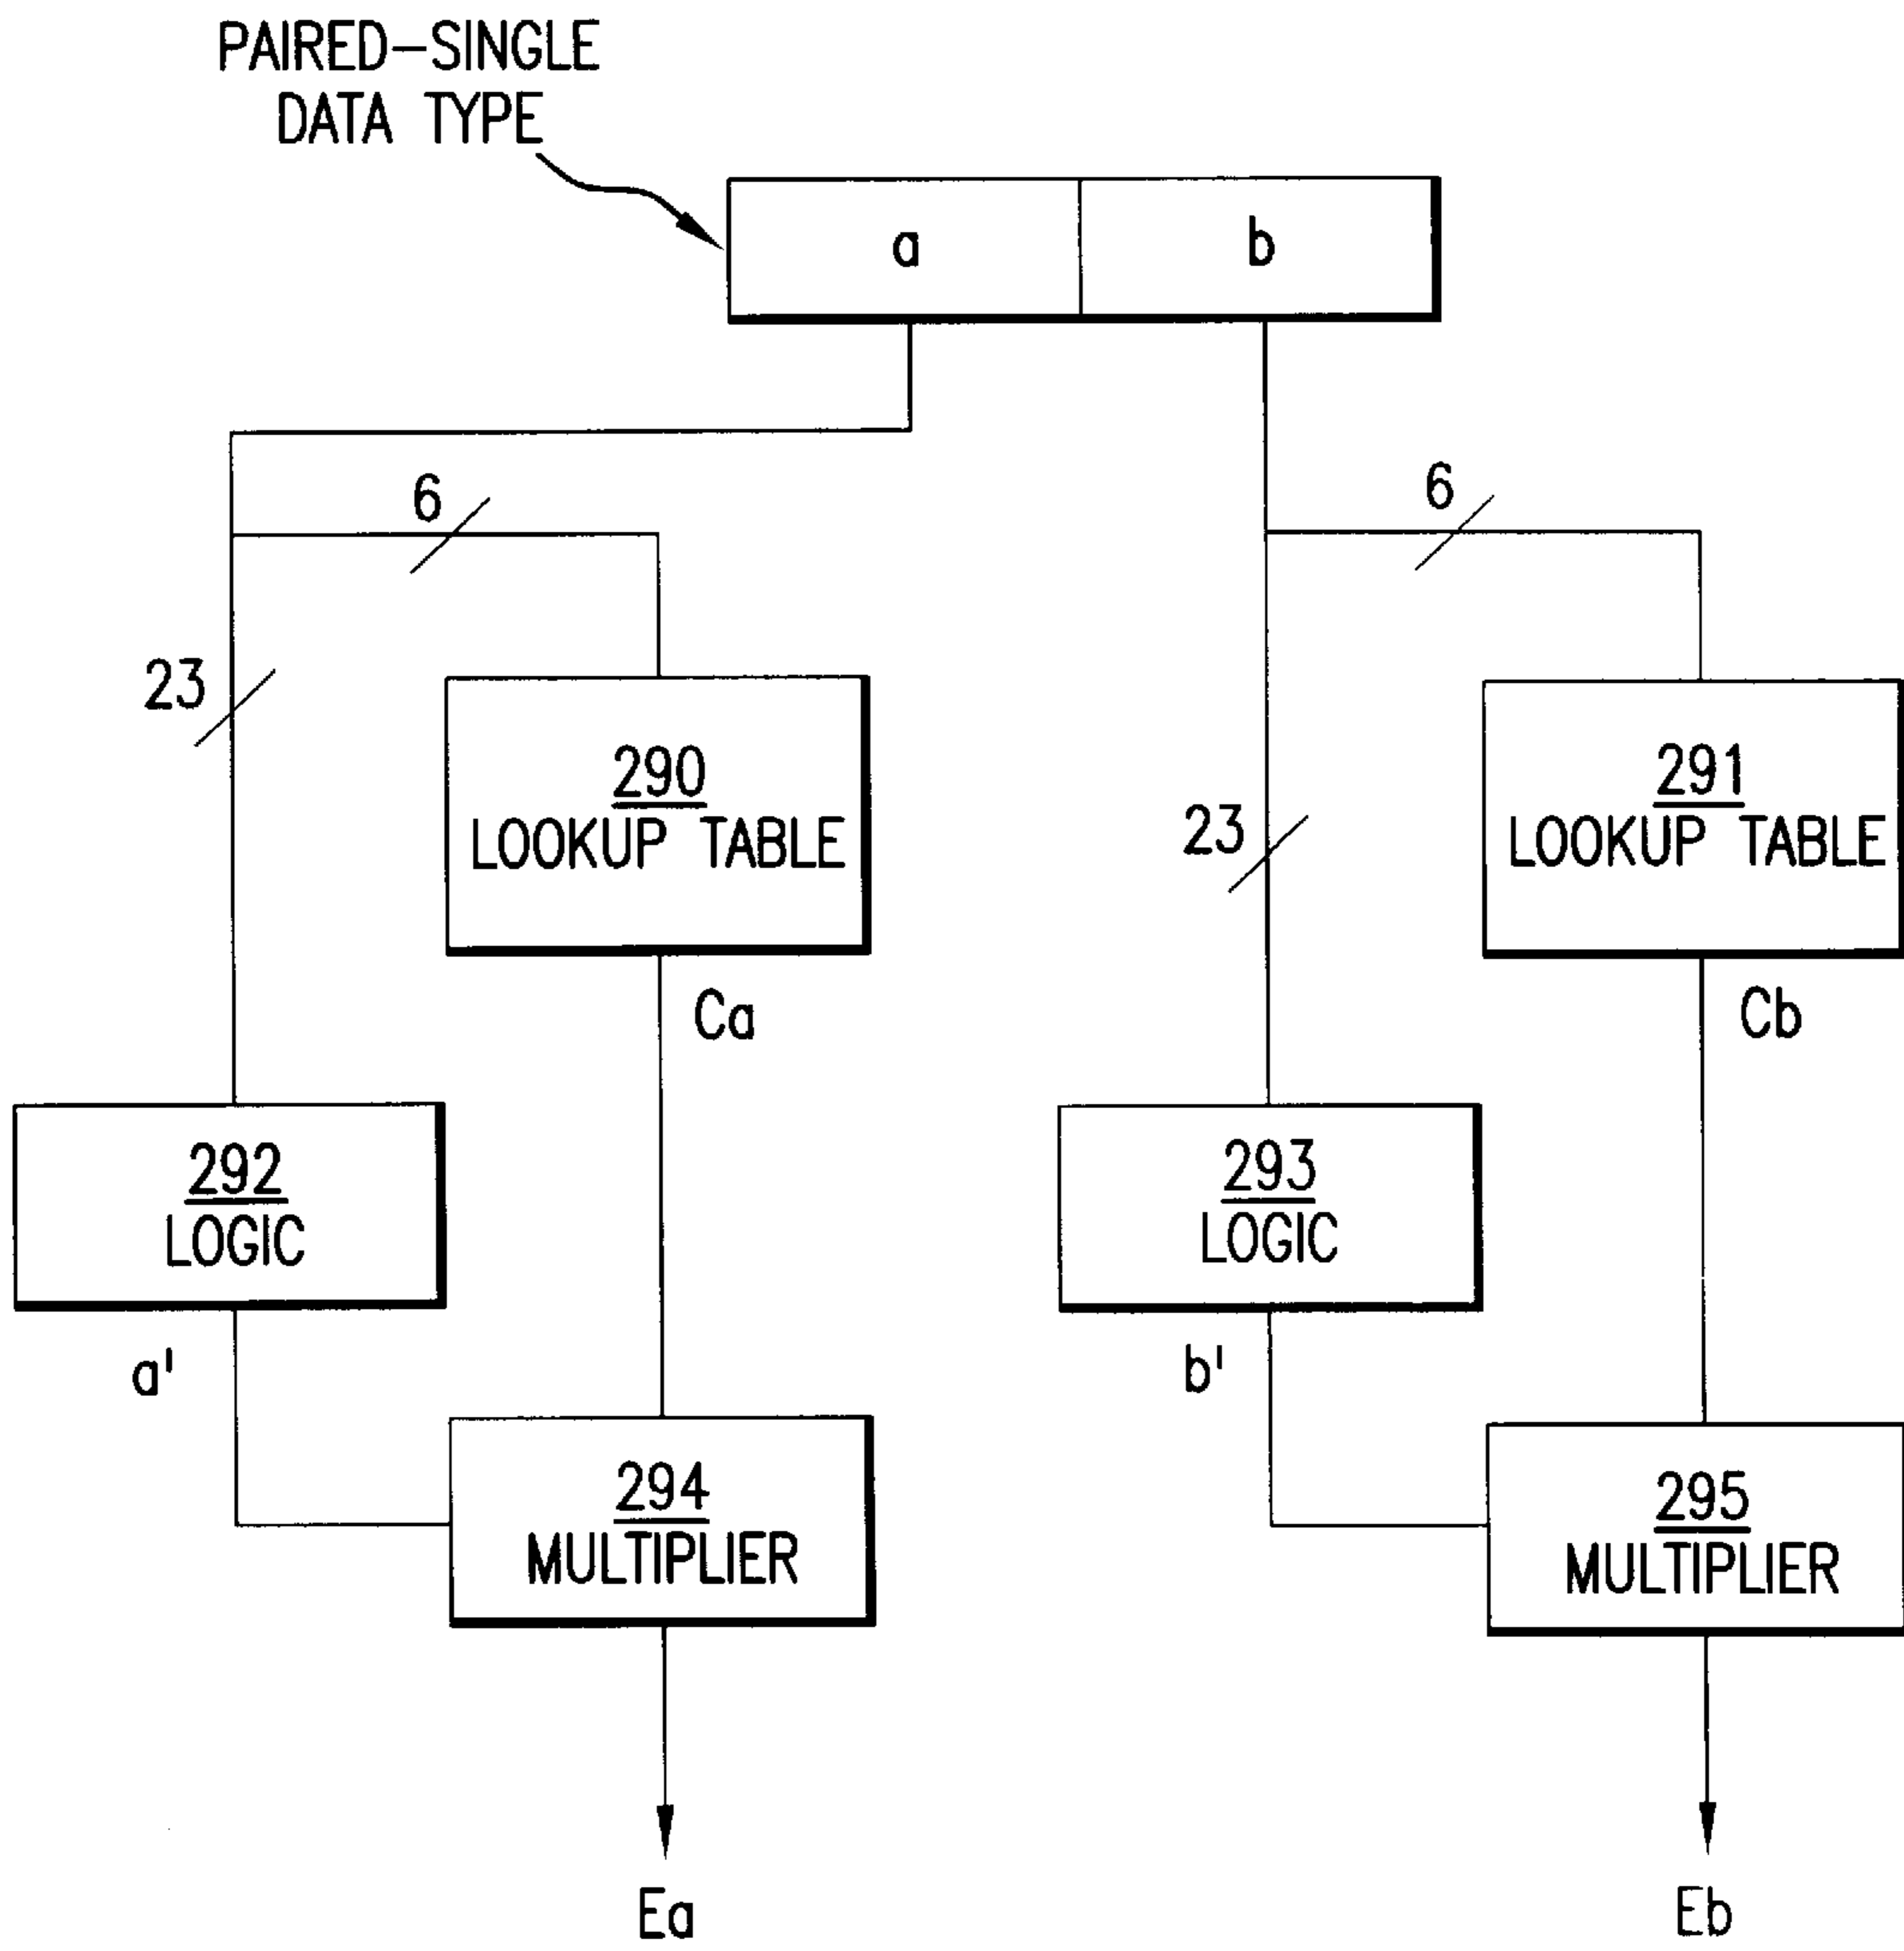 PAIRED-SINGLE
DATA TYPE
a
b
6
6
23
290
LOOKUP TABLE
291
LOOKUP TABLE
23
Ca
Cb
292
LOGIC
293
LOGIC
a'
b'
294
MULTIPLIER
295
MULTIPLIER
Ea
Eb